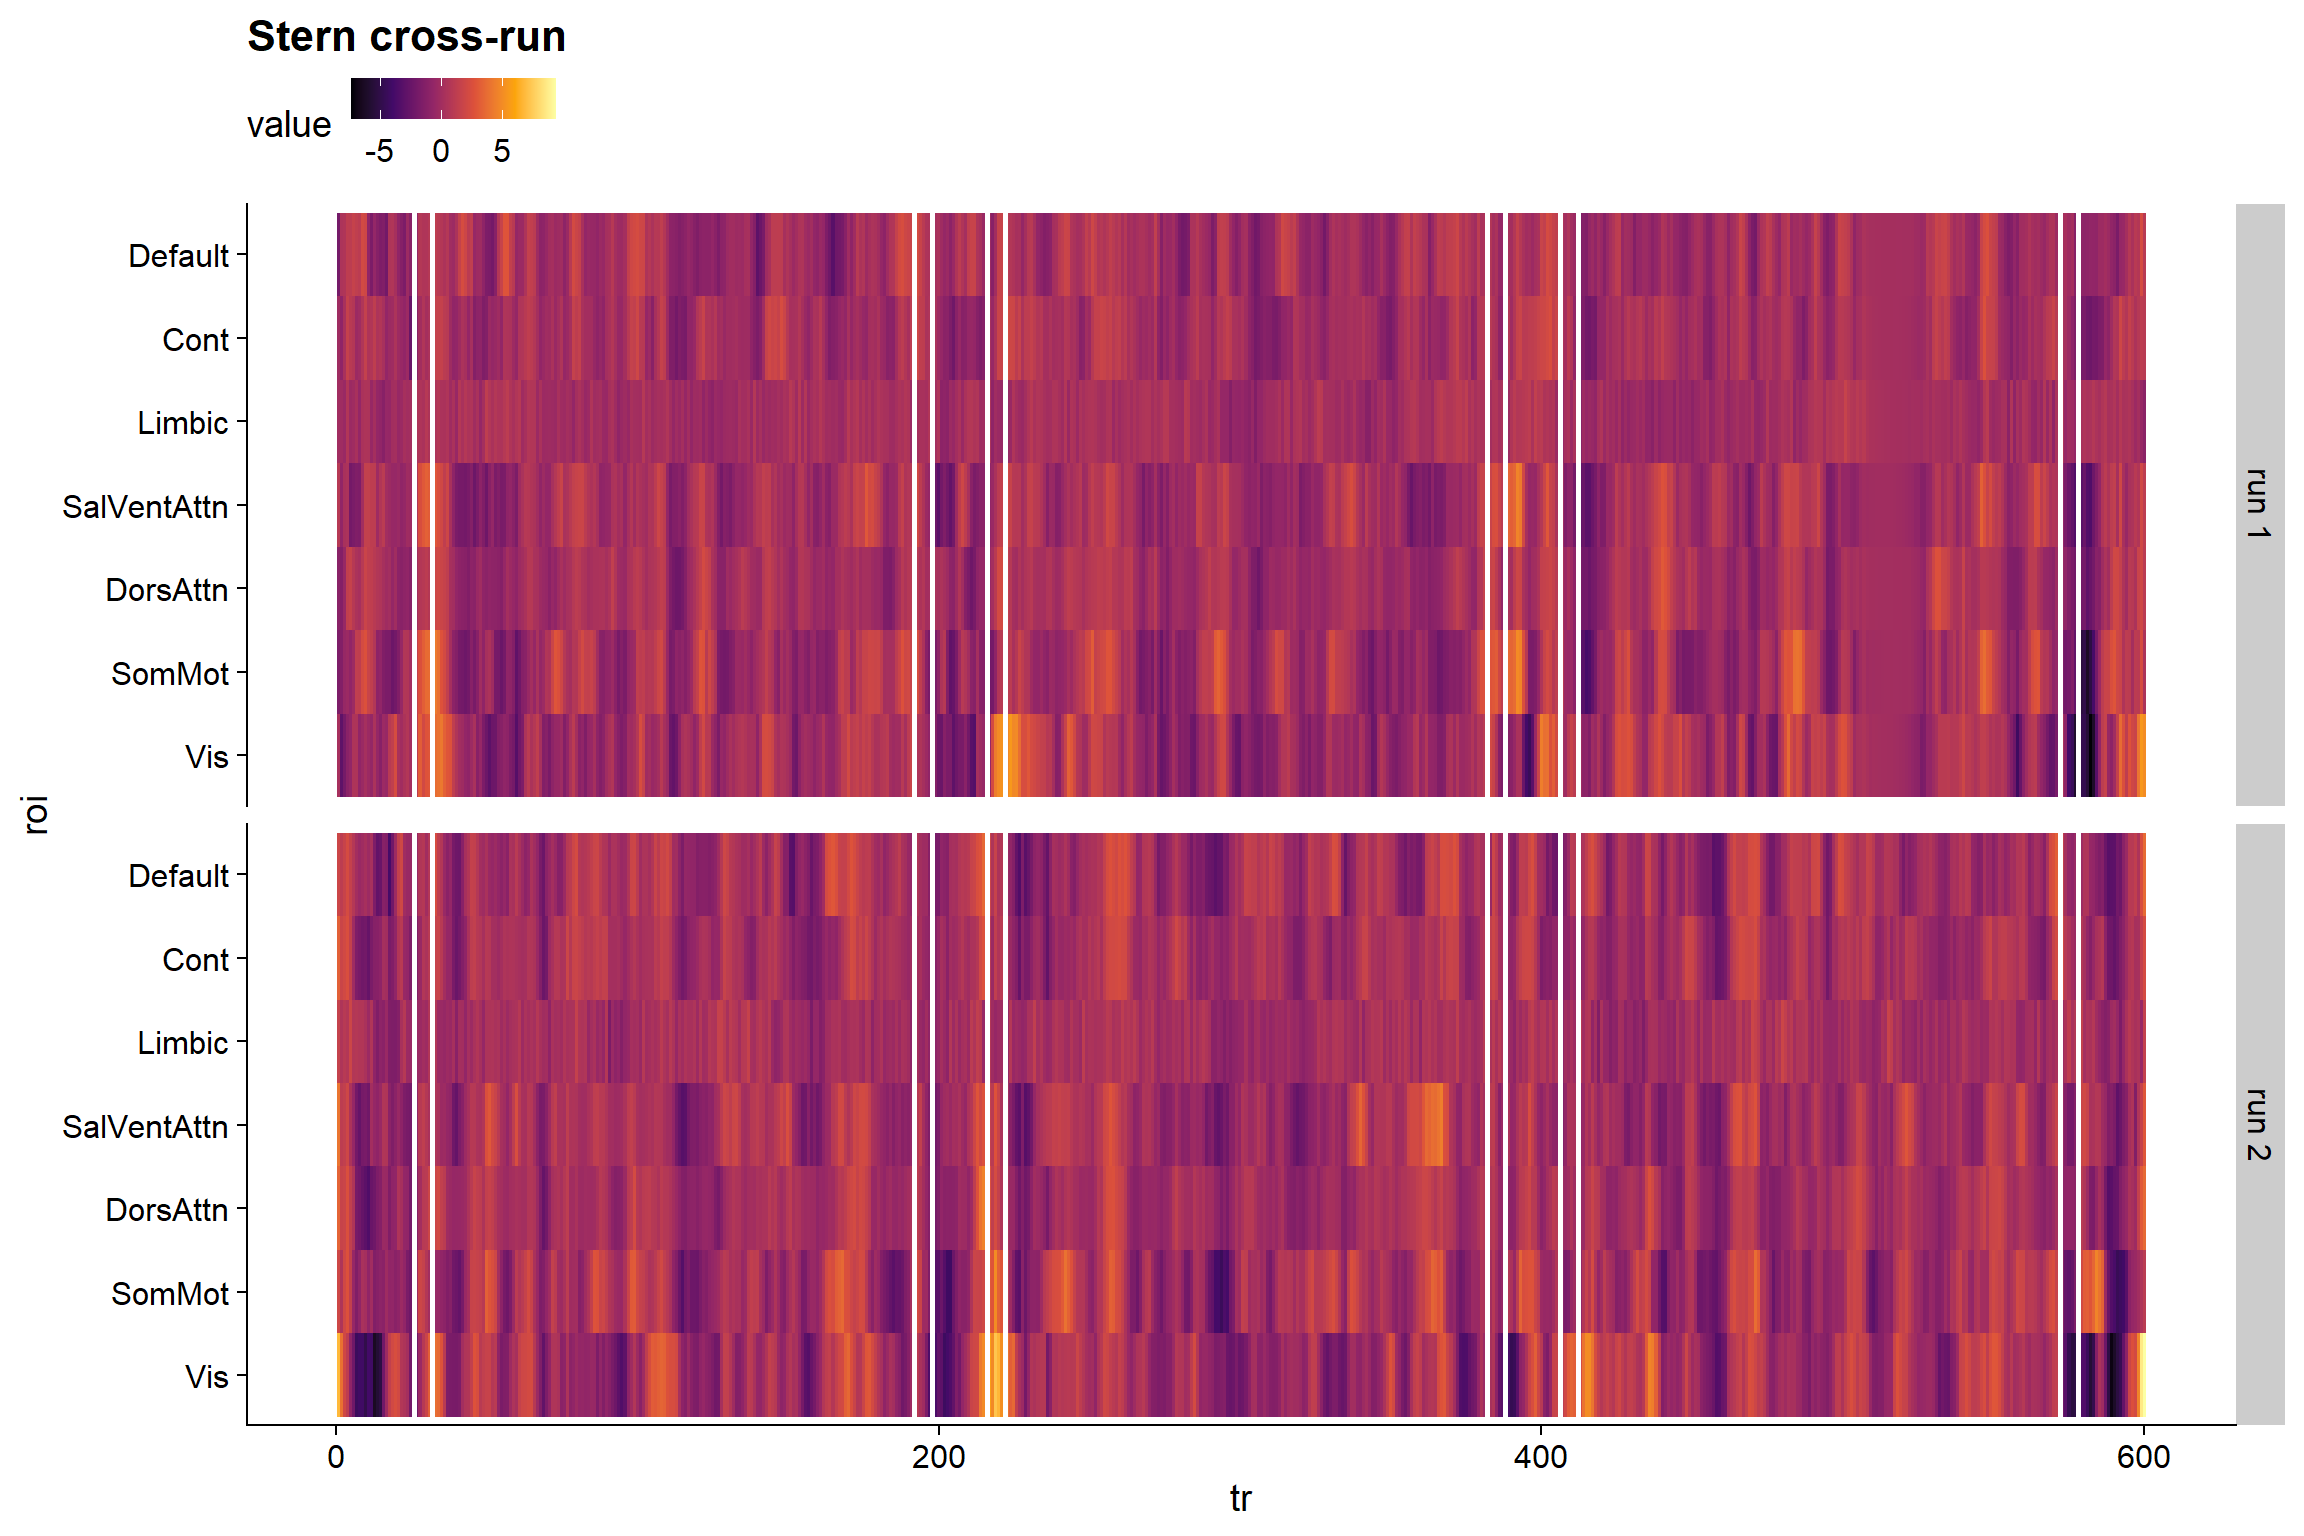 Stern cross-run
value
-5 0 5
Default
Cont
Limbic
SalVentAttn
DorsAttn
SomMot
Vis
run 1
roi
Default
Cont
Limbic
SalVentAttn
DorsAttn
SomMot
Vis
run 2
0 200 400 600
tr